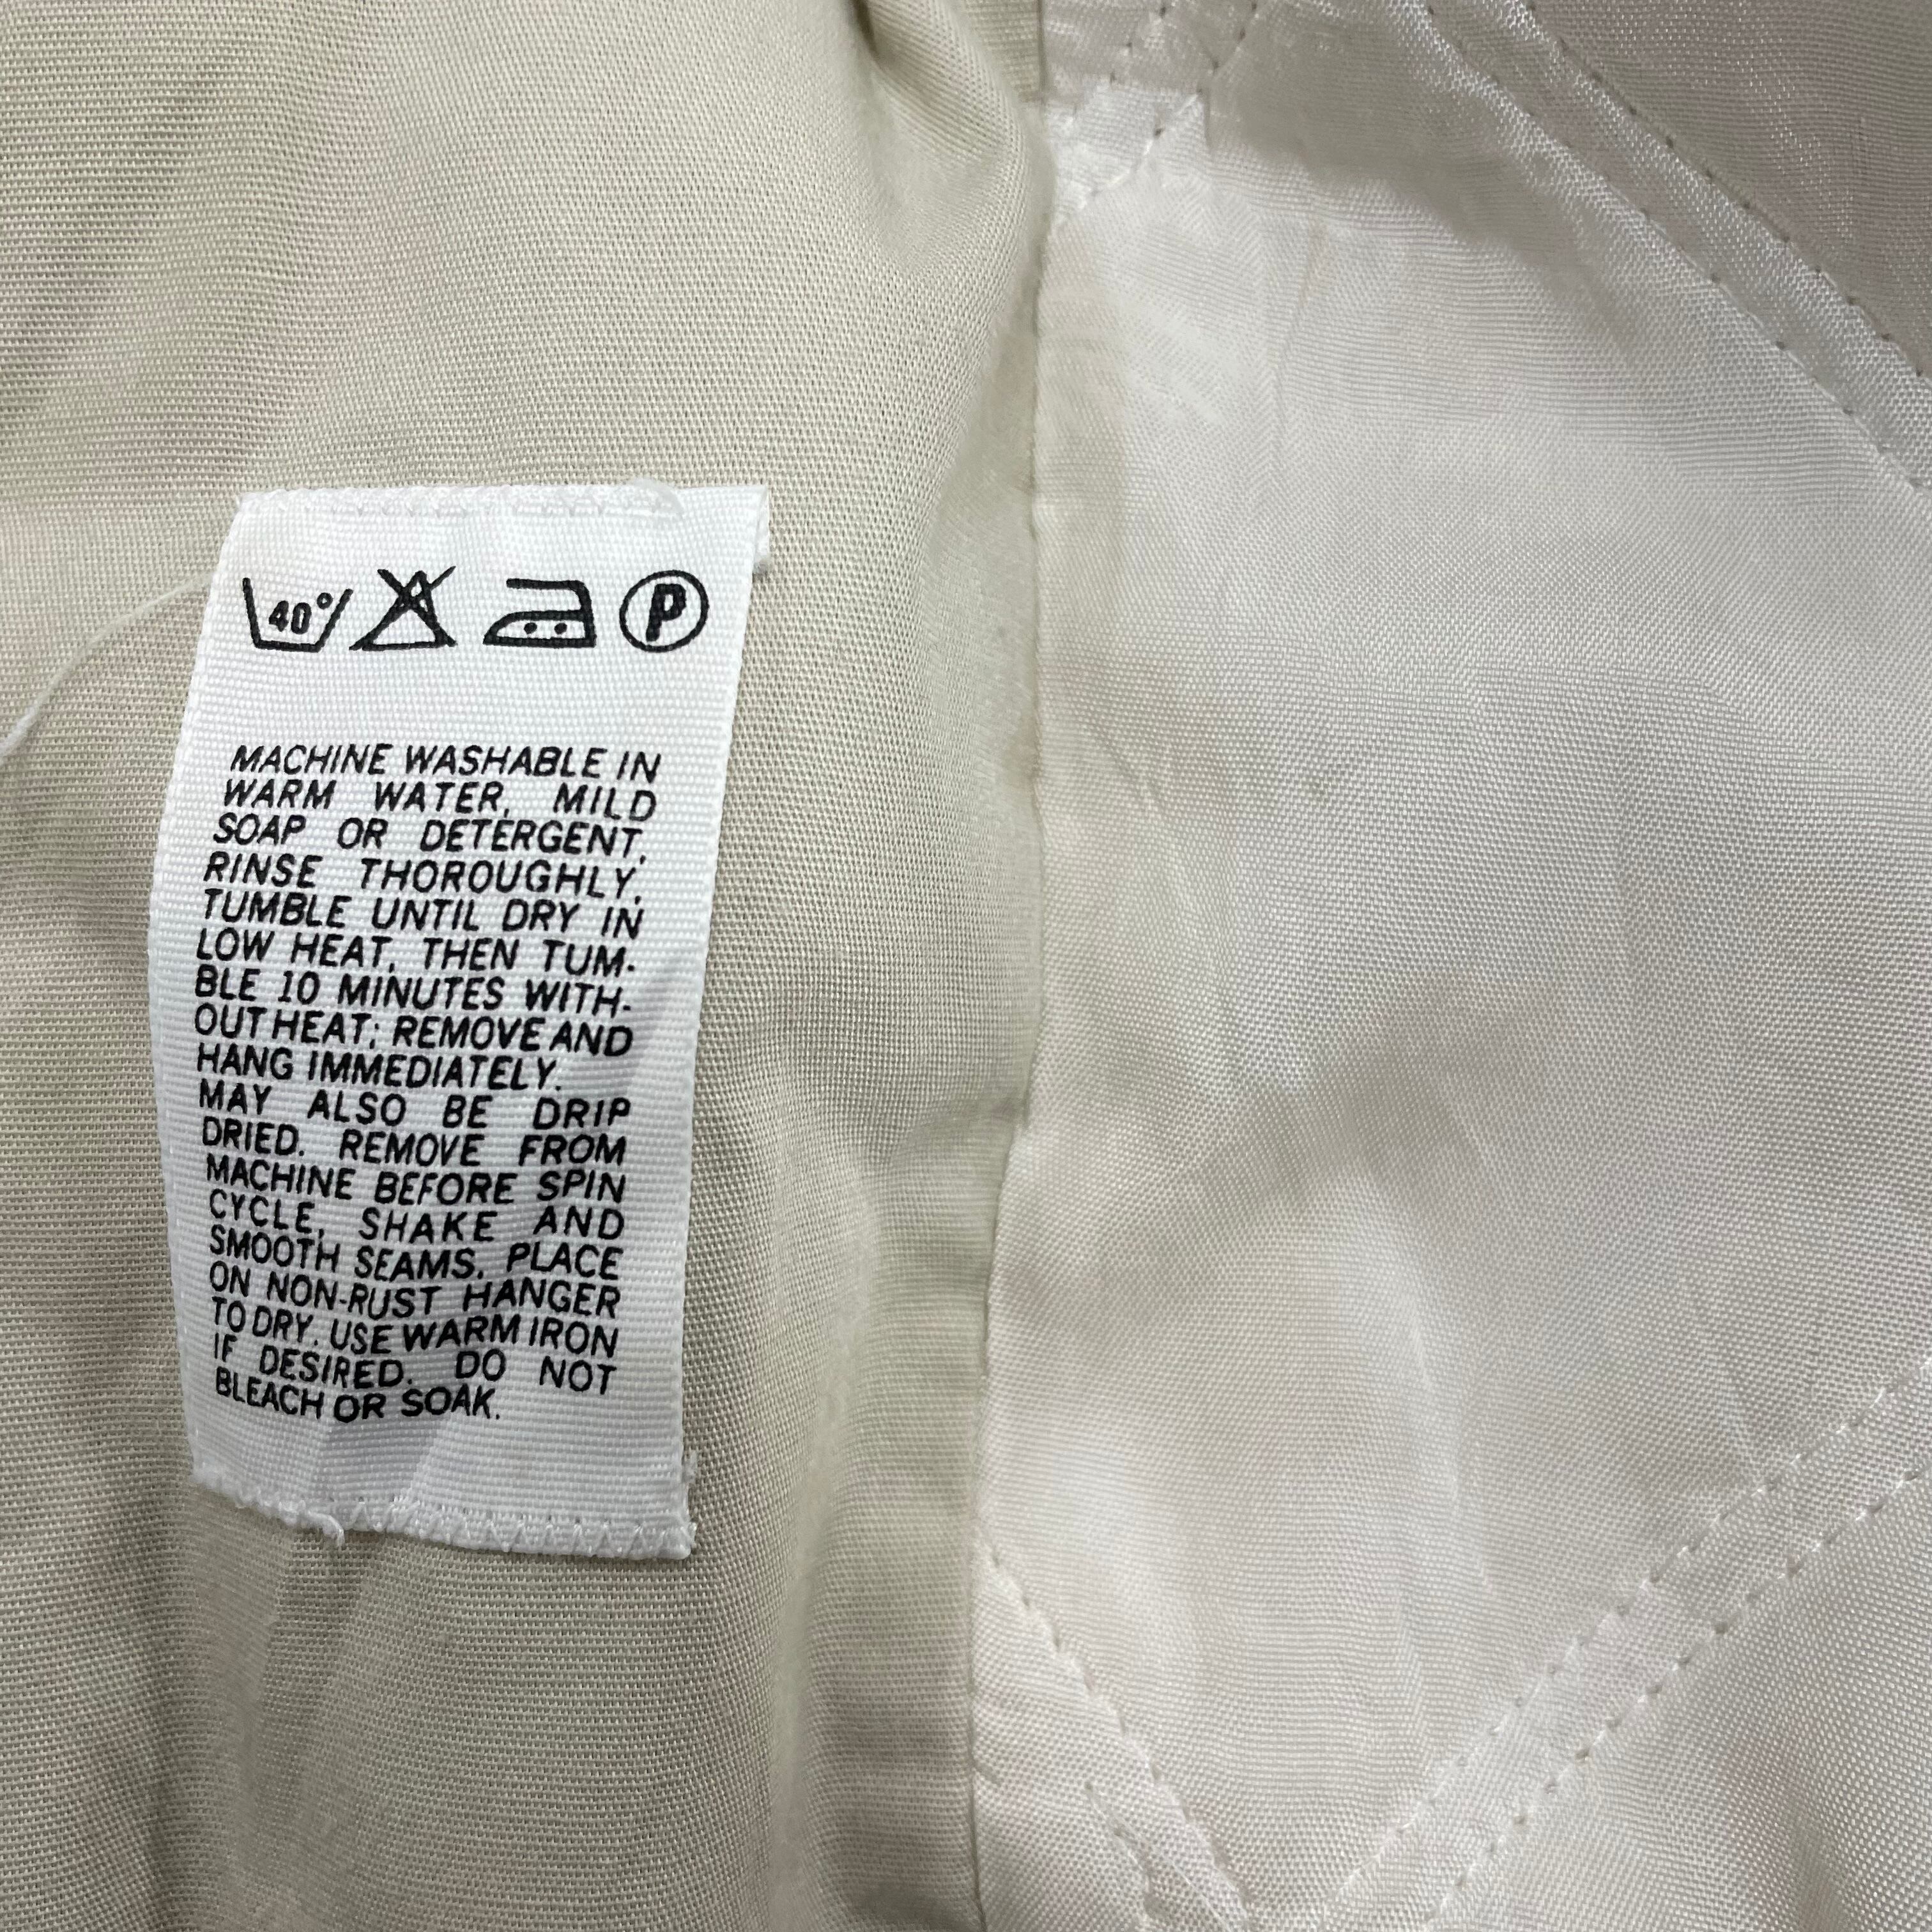 40° P
MACHINE WASHABLE IN
WARM WATER, MILD
SOAP OR DETERGENT,
RINSE THOROUGHLY,
TUMBLE UNTIL DRY IN
LOW HEAT, THEN TUM-
BLE 10 MINUTES WITH-
OUT HEAT; REMOVE AND
HANG IMMEDIATELY.
MAY ALSO BE DRIP
DRIED. REMOVE FROM
MACHINE BEFORE SPIN
CYCLE, SHAKE AND
SMOOTH SEAMS. PLACE
ON NON-RUST HANGER
TO DRY. USE WARM IRON
IF DESIRED. DO NOT
BLEACH OR SOAK.